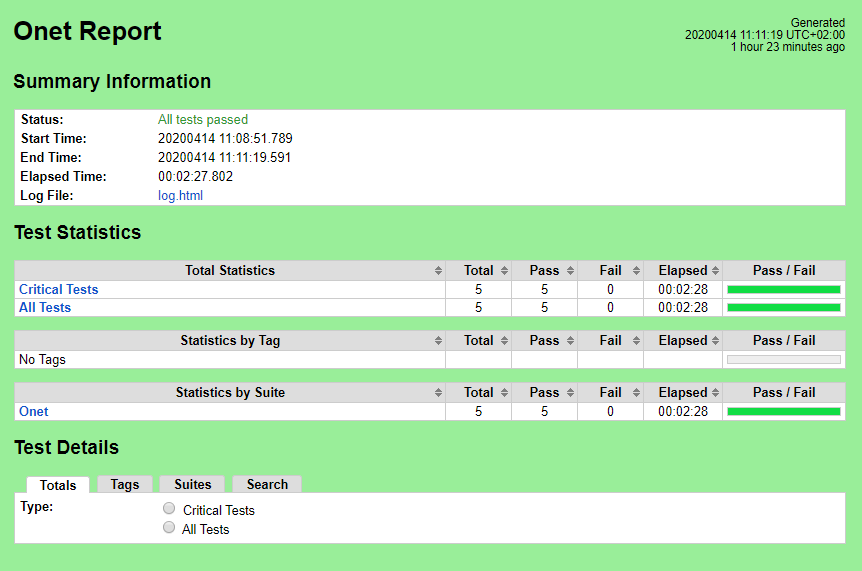 Onet Report
Generated
20200414 11:11:19 UTC+02:00
1 hour 23 minutes ago
Summary Information
Status: All tests passed
Start Time: 20200414 11:08:51.789
End Time: 20200414 11:11:19.591
Elapsed Time: 00:02:27.802
Log File: log.html
Test Statistics
Total Statistics Total Pass Fail Elapsed Pass / Fail
Critical Tests 5 5 0 00:02:28
All Tests 5 5 0 00:02:28
Statistics by Tag Total Pass Fail Elapsed Pass / Fail
No Tags
Statistics by Suite Total Pass Fail Elapsed Pass / Fail
Onet 5 5 0 00:02:28
Test Details
Totals Tags Suites Search
Type: Critical Tests
All Tests